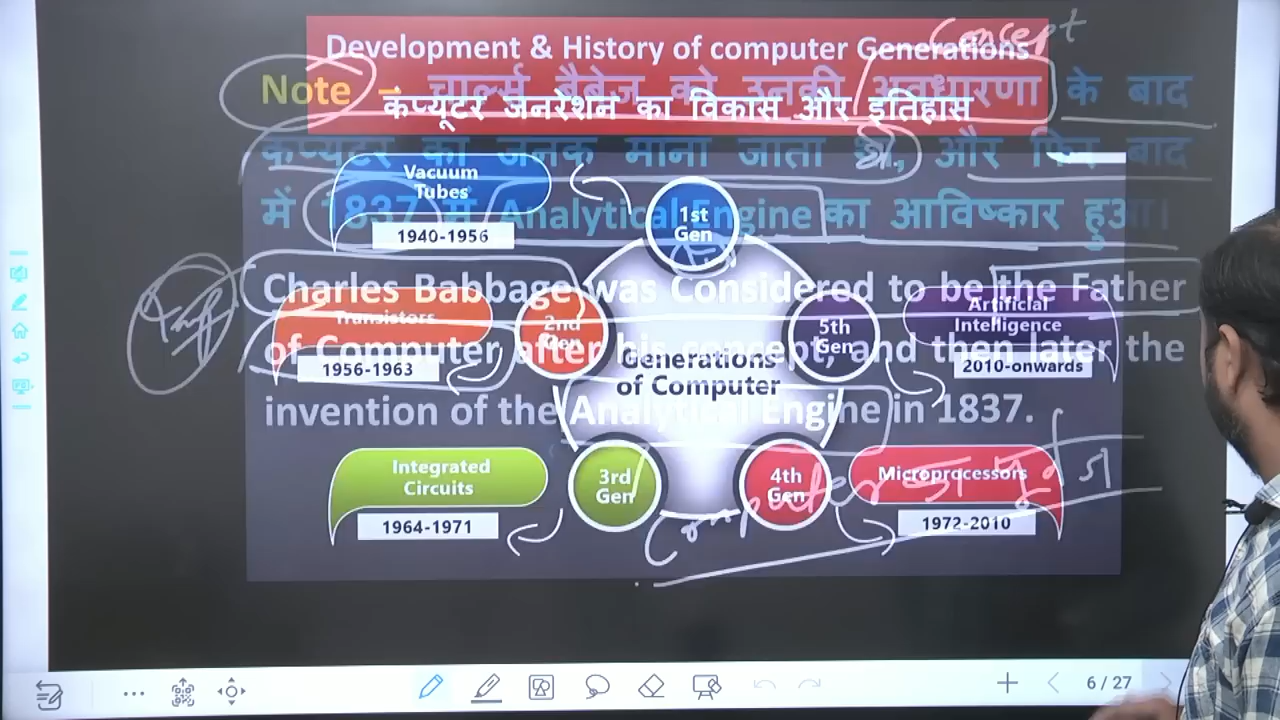 Concept
Development & History of computer Generations
कंप्यूटर जनरेशन का विकास और इतिहास
Note – चार्ल्स बैबेज को उनकी अवधारणा के बाद
कंप्यूटर का जनक माना जाता था, और फिर बाद
में 1837 में Analytical Engine का आविष्कार हुआ।
Charles Babbage was Considered to be the Father
of Computer after his concept, and then later the
invention of the Analytical Engine in 1837.
Vacuum
Tubes
1940-1956
1st
Gen
Transistors
1956-1963
2nd
Gen
5th
Gen
Artificial
Intelligence
2010-onwards
Generations
of Computer
Integrated
Circuits
1964-1971
3rd
Gen
4th
Gen
Microprocessors
1972-2010
Computer का पूर्वज
6 / 27